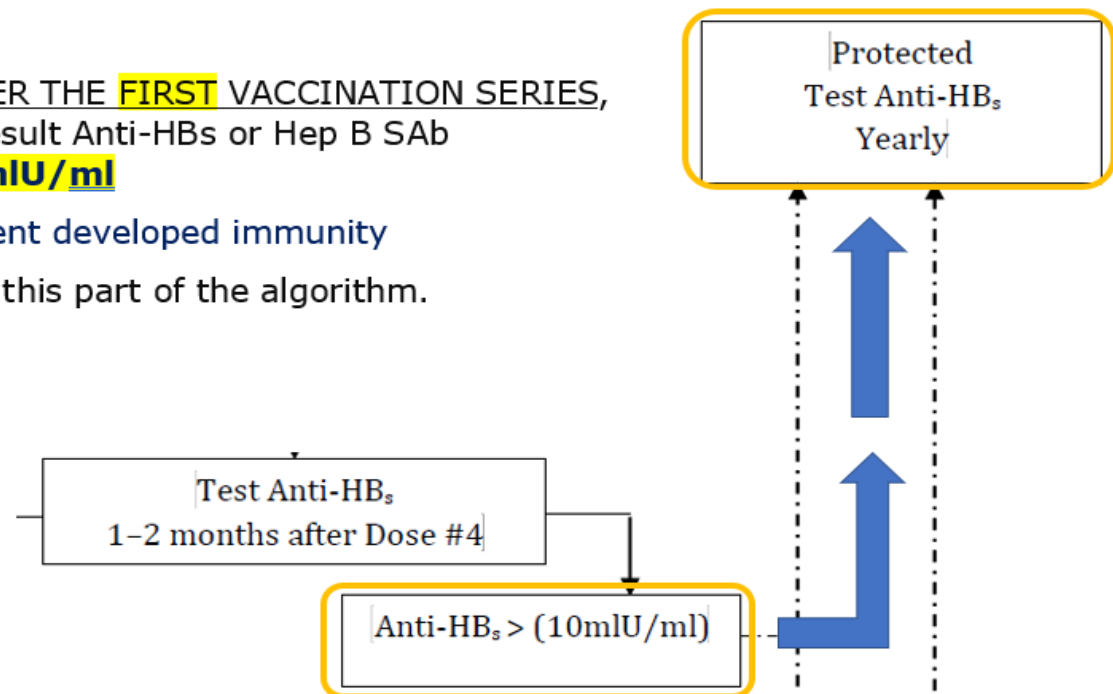 ER THE FIRST VACCINATION SERIES,
sult Anti-HBs or Hep B SAb
mlU/ml
ent developed immunity
this part of the algorithm.
Protected
Test Anti-HBs
Yearly
Test Anti-HBs
1–2 months after Dose #4
Anti-HBs > (10mlU/ml)